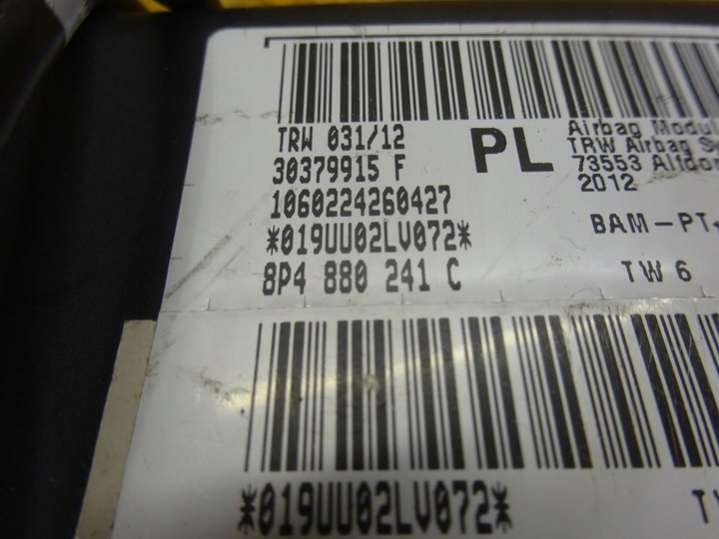 TRW 031/12
30379915 F
1060224260427
*019UU02LV072*
8P4 880 241 C
PL
Airbag Modul
TRW Airbag Sy
73553 Alfdor
2012
BAM-PT-
TW 6
*019UU02LV072*